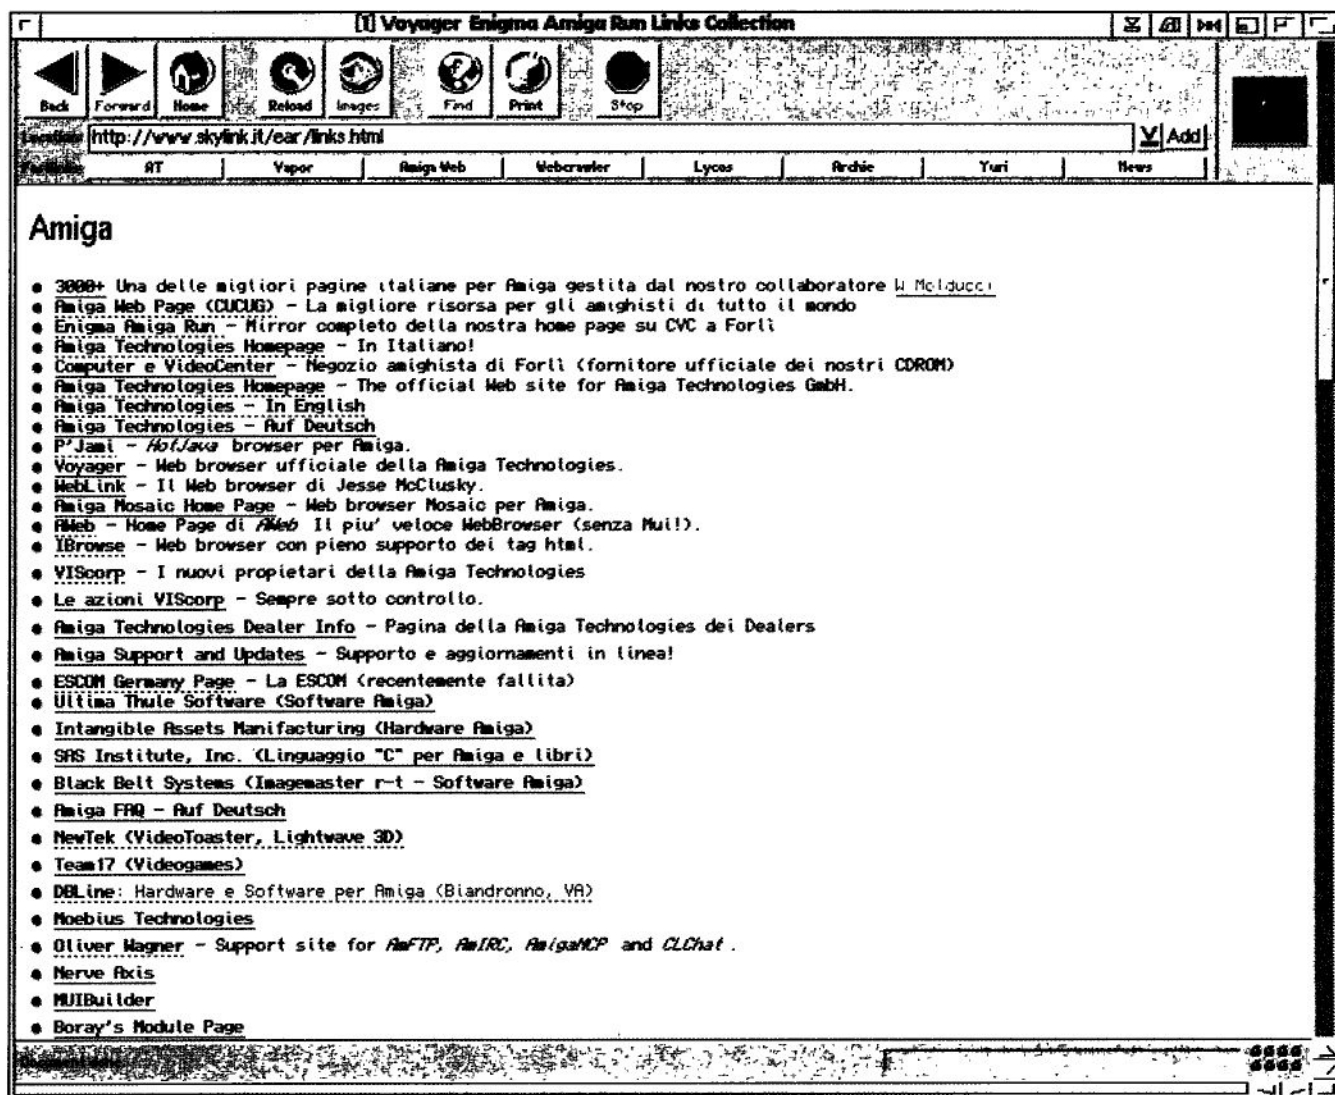 [1] Voyager Enigma Amiga Run Links Collection
Back Forward Home Reload Images Find Print Stop
http://www.skylink.it/ear/links.html Add
AT Vapor Amiga Web Webcrawler Lycos Archie Yuri News
Amiga
3000+ Una delle migliori pagine italiane per Amiga gestita dal nostro collaboratore W Molducci
Amiga Web Page (CUCUG) - La migliore risorsa per gli amighisti di tutto il mondo
Enigma Amiga Run - Mirror completo della nostra home page su CVC a Forlì
Amiga Technologies Homepage - In Italiano!
Computer e VideoCenter - Negozio amighista di Forlì (fornitore ufficiale dei nostri CDROM)
Amiga Technologies Homepage - The official Web site for Amiga Technologies GmbH.
Amiga Technologies - In English
Amiga Technologies - Auf Deutsch
P'Jami - HotJava browser per Amiga.
Voyager - Web browser ufficiale della Amiga Technologies.
WebLink - Il Web browser di Jesse McClusky.
Amiga Mosaic Home Page - Web browser Mosaic per Amiga.
AWeb - Home Page di AWeb Il piu' veloce WebBrowser (senza Mui!).
IBrowse - Web browser con pieno supporto dei tag html.
VIScorp - I nuovi propietari della Amiga Technologies
Le azioni VIScorp - Sempre sotto controllo.
Amiga Technologies Dealer Info - Pagina della Amiga Technologies dei Dealers
Amiga Support and Updates - Supporto e aggiornamenti in linea!
ESCOM Germany Page - La ESCOM (recentemente fallita)
Ultima Thule Software (Software Amiga)
Intangible Assets Manifacturing (Hardware Amiga)
SAS Institute, Inc. (Linguaggio "C" per Amiga e libri)
Black Belt Systems (Imagemaster r-t - Software Amiga)
Amiga FAQ - Auf Deutsch
NewTek (VideoToaster, Lightwave 3D)
Team17 (Videogames)
DBLine: Hardware e Software per Amiga (Biandronno, VA)
Moebius Technologies
Oliver Wagner - Support site for AmFTP, AmIRC, AmigaNCP and CLChat.
Nerve Axis
MUIBuilder
Boray's Module Page